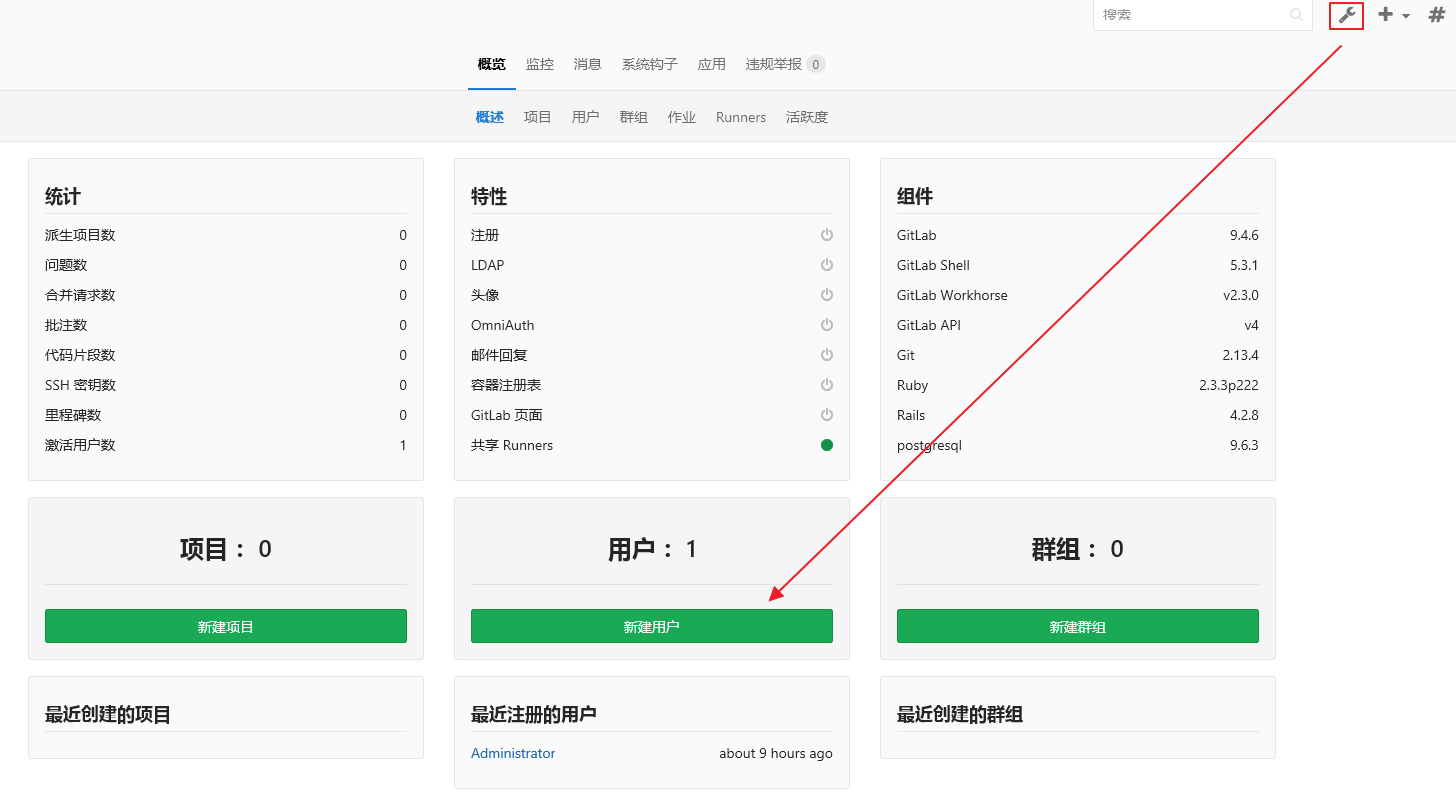 搜索
概览 监控 消息 系统钩子 应用 违规举报 0
概述 项目 用户 群组 作业 Runners 活跃度
统计
派生项目数 0
问题数 0
合并请求数 0
批注数 0
代码片段数 0
SSH 密钥数 0
里程碑数 0
激活用户数 1
特性
注册
LDAP
头像
OmniAuth
邮件回复
容器注册表
GitLab 页面
共享 Runners
组件
GitLab 9.4.6
GitLab Shell 5.3.1
GitLab Workhorse v2.3.0
GitLab API v4
Git 2.13.4
Ruby 2.3.3p222
Rails 4.2.8
postgresql 9.6.3
项目： 0
新建项目
用户： 1
新建用户
群组： 0
新建群组
最近创建的项目
最近注册的用户
Administrator about 9 hours ago
最近创建的群组